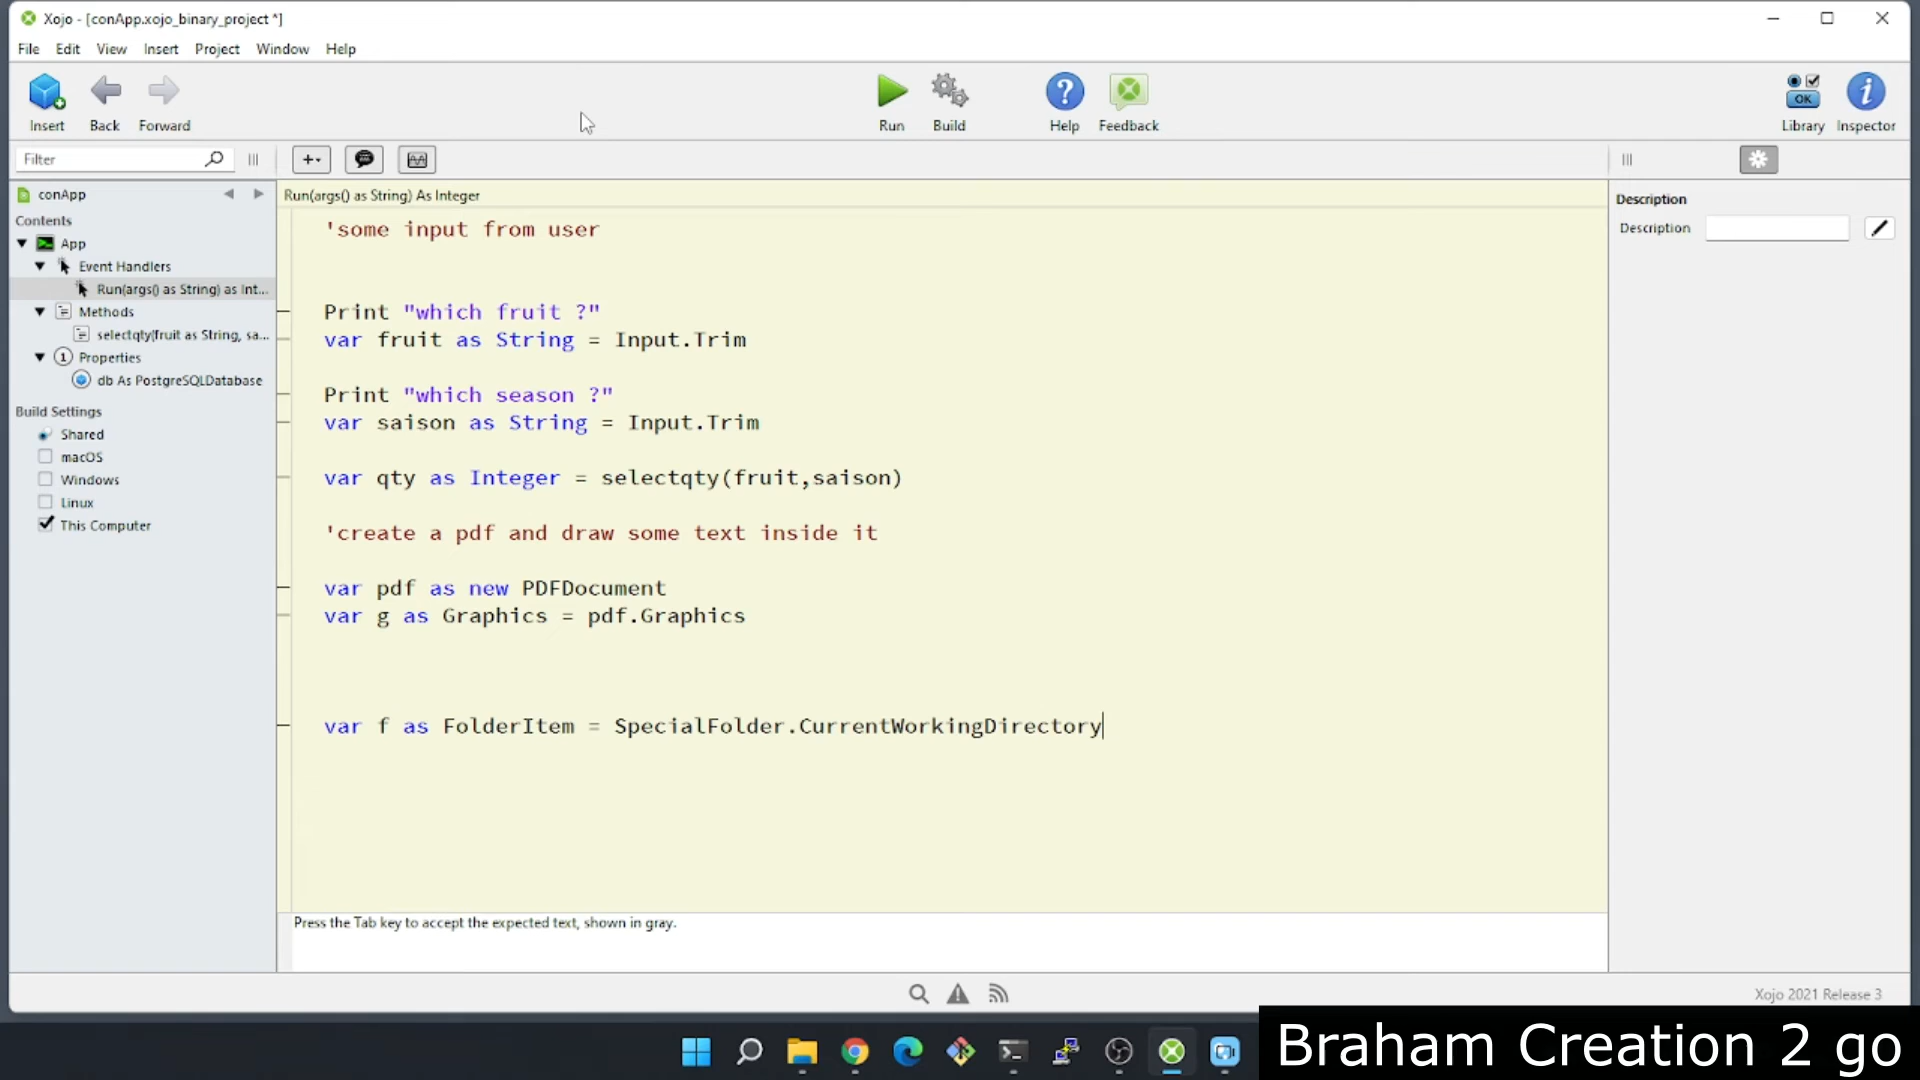 Xojo - [conApp.xojo_binary_project *]
File Edit View Insert Project Window Help
Insert Back Forward Run Build Help Feedback Library Inspector
OK
Filter
conApp
Contents
App
Event Handlers
Run(args() as String) as Int...
Methods
selectqty(fruit as String, sa...
Properties
db As PostgreSQLDatabase
Build Settings
Shared
macOS
Windows
Linux
This Computer
Run(args() as String) As Integer
'some input from user
Print "which fruit ?"
var fruit as String = Input.Trim
Print "which season ?"
var saison as String = Input.Trim
var qty as Integer = selectqty(fruit,saison)
'create a pdf and draw some text inside it
var pdf as new PDFDocument
var g as Graphics = pdf.Graphics
var f as FolderItem = SpecialFolder.CurrentWorkingDirectory
Press the Tab key to accept the expected text, shown in gray.
Description
Description
Xojo 2021 Release 3
Braham Creation 2 go